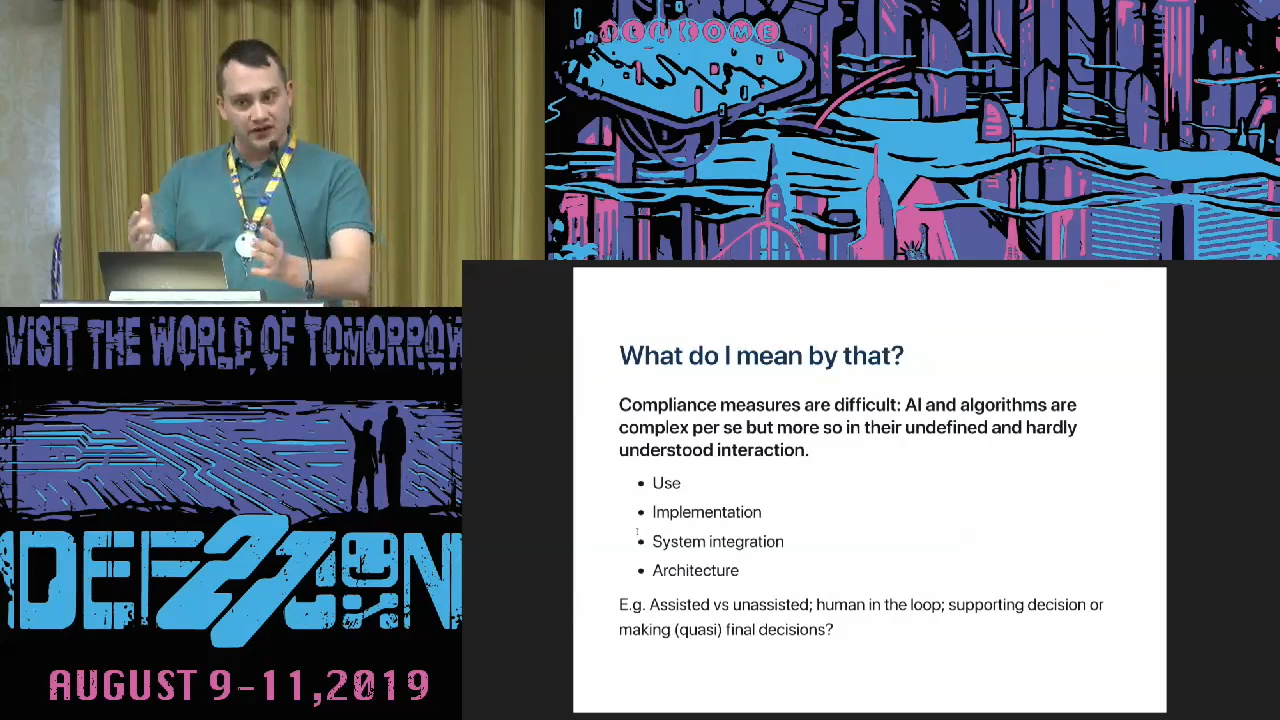 WELCOME
VISIT THE WORLD OF TOMORROW
DEF 27 CON
AUGUST 9-11,2019
What do I mean by that?
Compliance measures are difficult: AI and algorithms are
complex per se but more so in their undefined and hardly
understood interaction.
• Use
• Implementation
• System integration
• Architecture
E.g. Assisted vs unassisted; human in the loop; supporting decision or
making (quasi) final decisions?